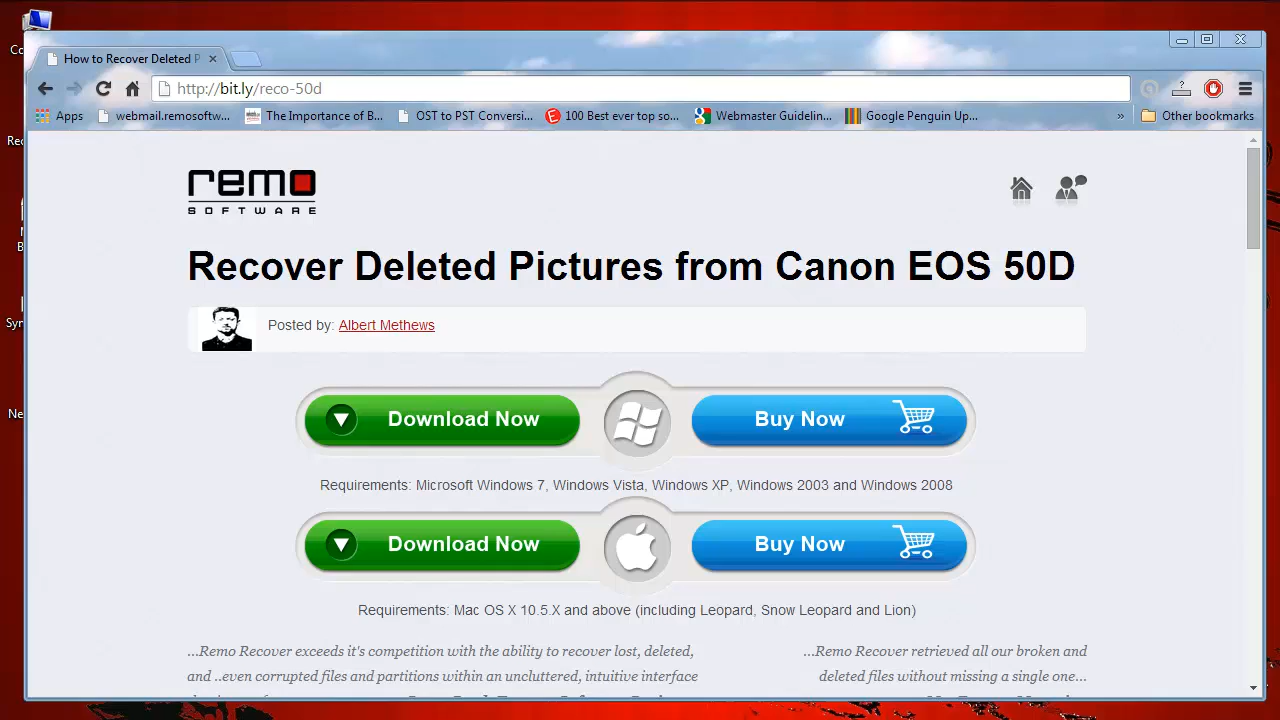 Co
How to Recover Deleted P
http://bit.ly/reco-50d
Apps webmail.remosoftw... TheImportance of B... OST to PST Conversi... 100 Best ever top so... Webmaster Guidelin... Google Penguin Up... » Other bookmarks
Rec
remo
SOFTWARE
Recover Deleted Pictures from Canon EOS 50D
Posted by: Albert Methews
Syn
Ne
Download Now Buy Now
Requirements: Microsoft Windows 7, Windows Vista, Windows XP, Windows 2003 and Windows 2008
Download Now Buy Now
Requirements: Mac OS X 10.5.X and above (including Leopard, Snow Leopard and Lion)
...Remo Recover exceeds it's competition with the ability to recover lost, deleted, ...Remo Recover retrieved all our broken and
and ..even corrupted files and partitions within an uncluttered, intuitive interface deleted files without missing a single one...